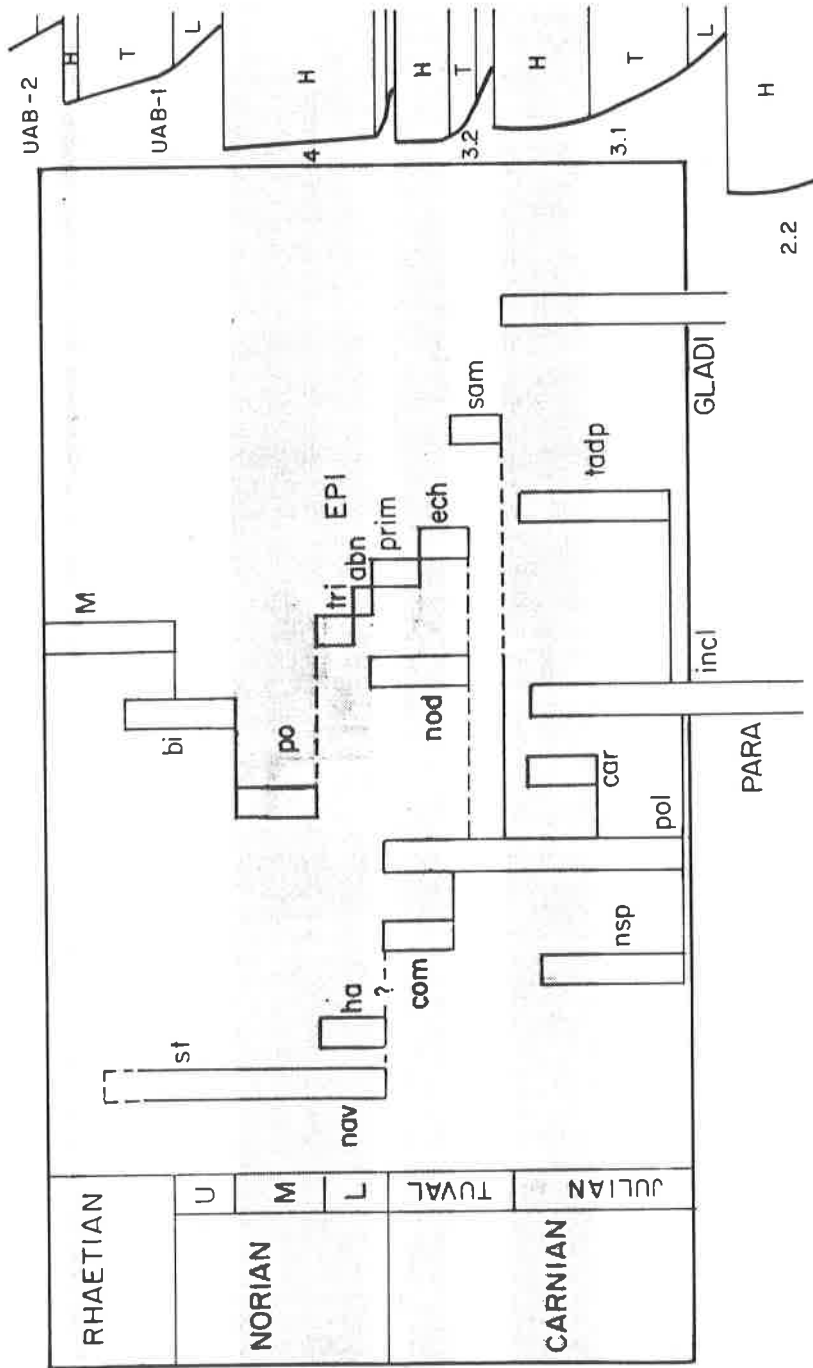 UAB-2
H
T
UAB-1
L
H
4
H
T
3.2
H
T
3.1
L
H
2.2
RHAETIAN
NORIAN
U
M
L
CARNIAN
TUVAL
JULIAN
M
bi
st
po
EPI
tri
abn
prim
ech
sam
nod
ha
nav
?
com
tadp
GLADI
incl
PARA
car
pol
nsp